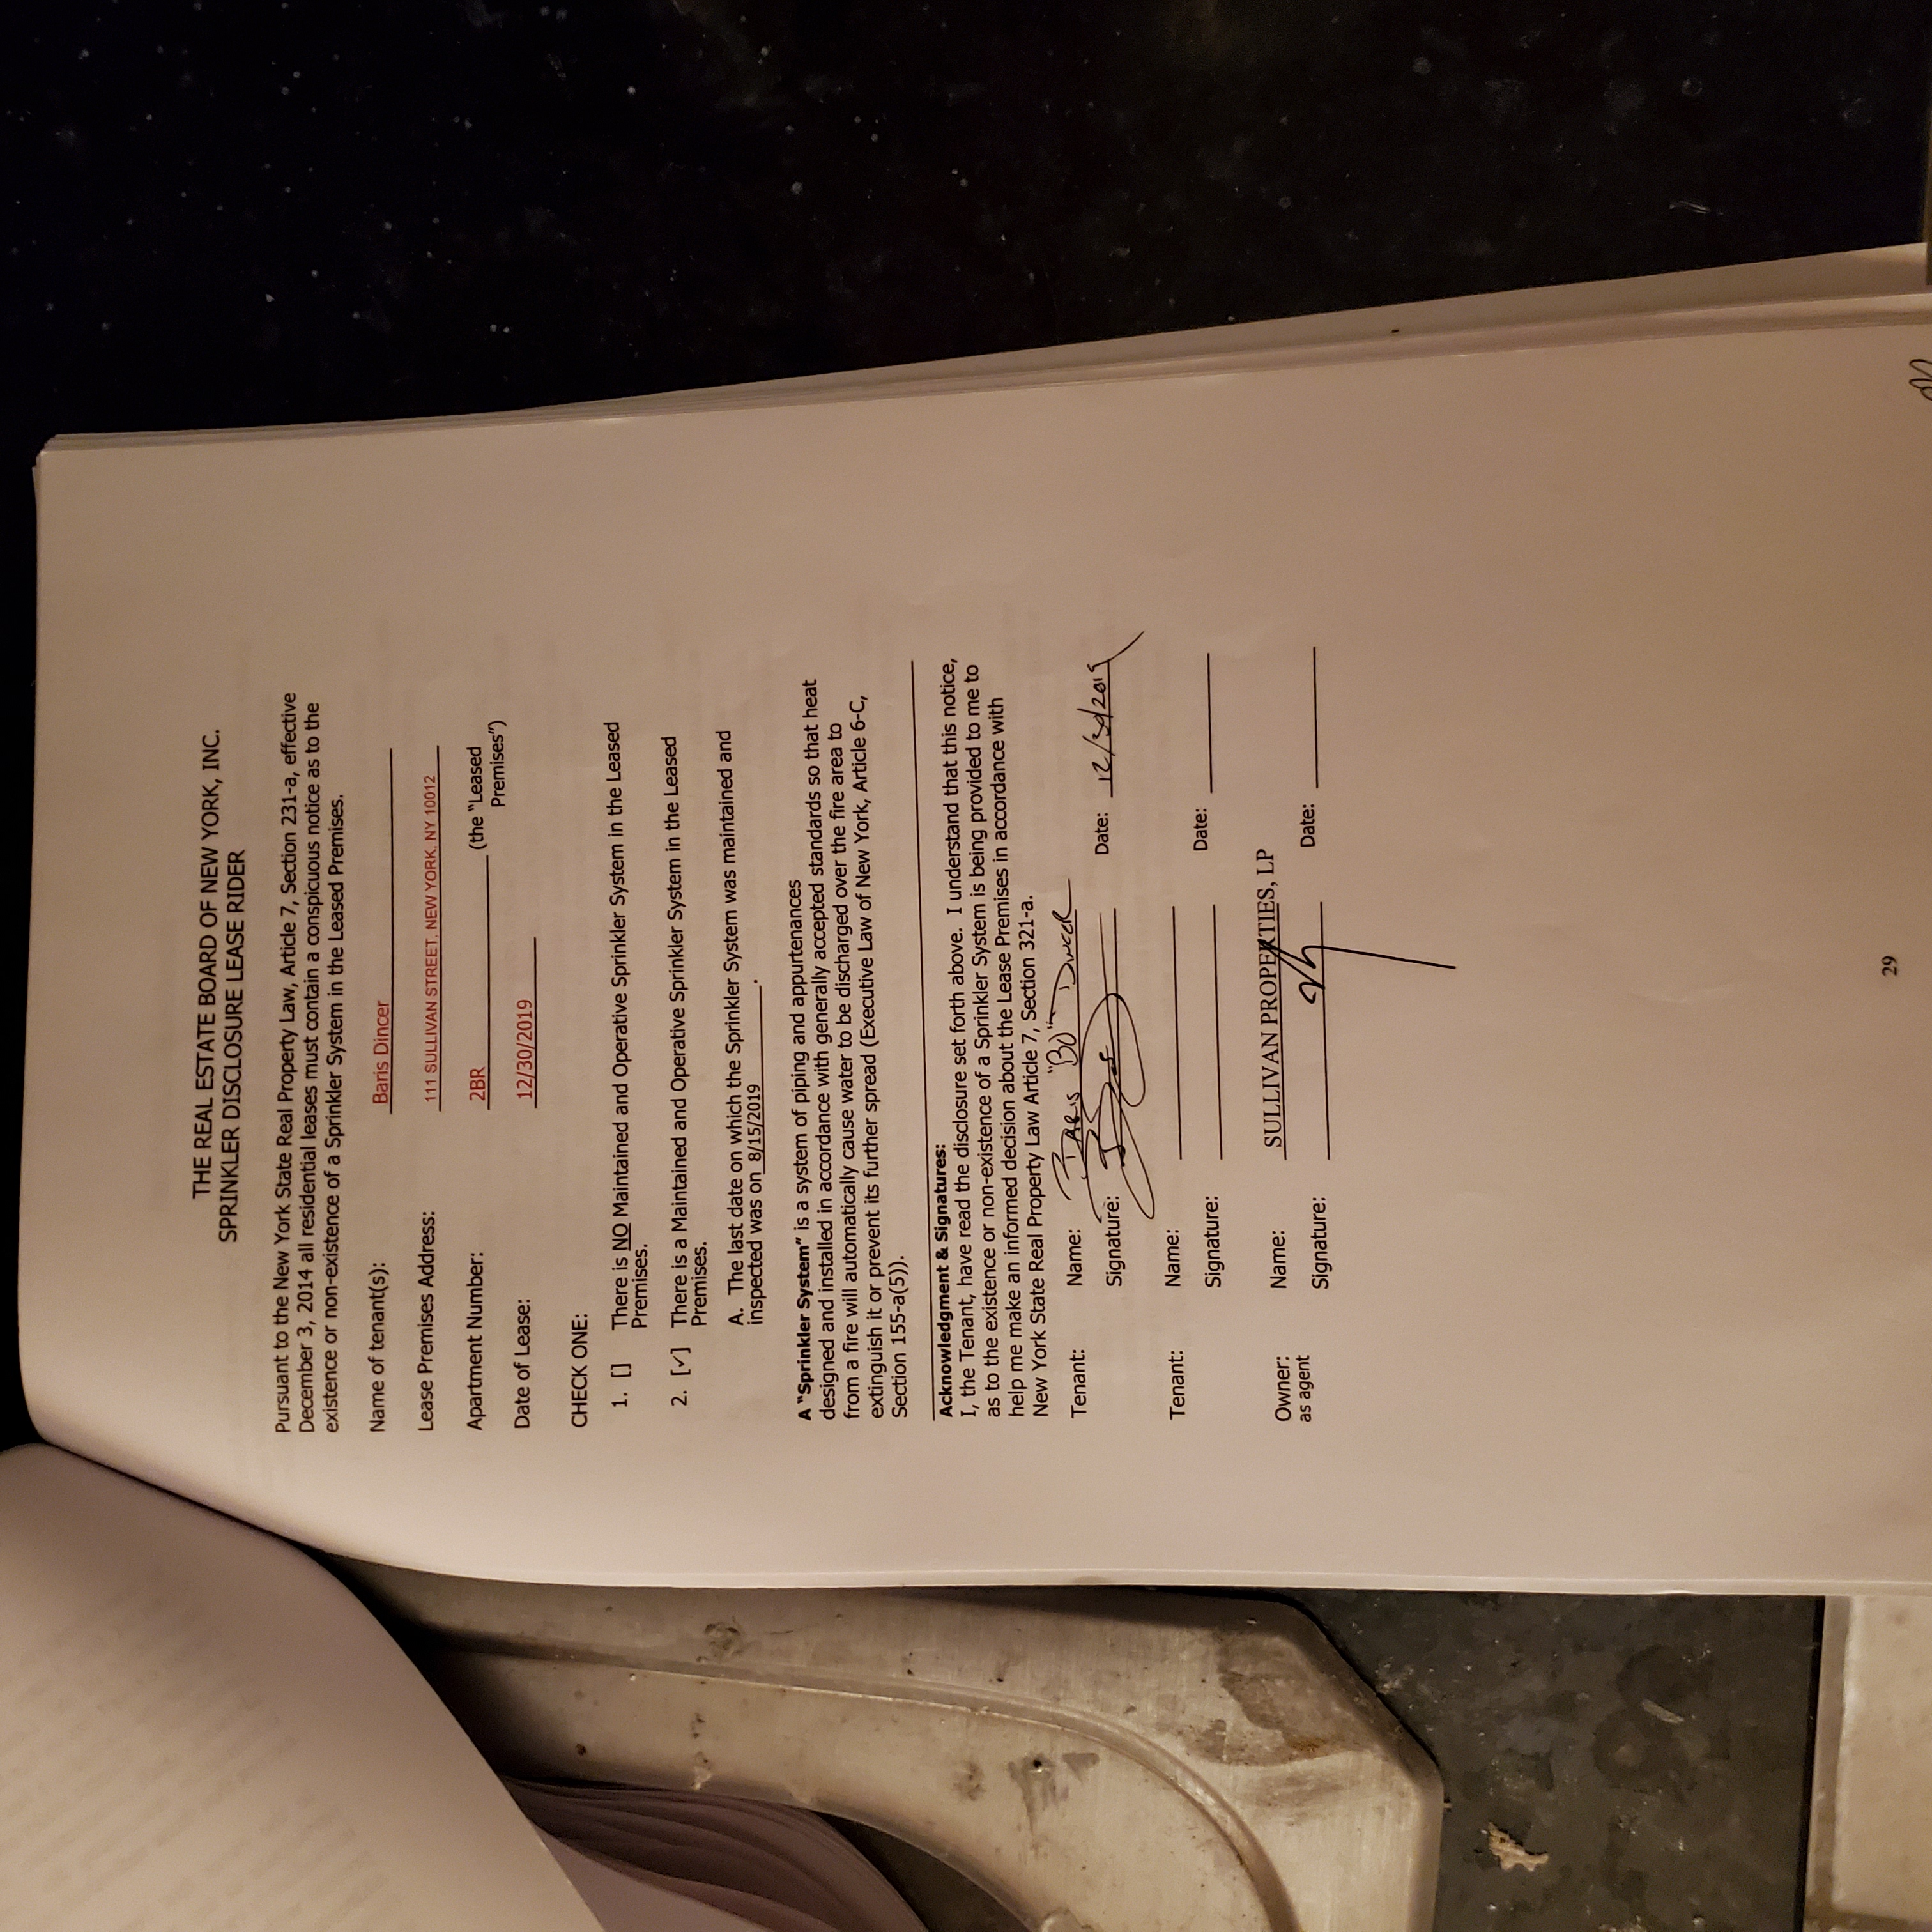 THE REAL ESTATE BOARD OF NEW YORK, INC.
SPRINKLER DISCLOSURE LEASE RIDER
Pursuant to the New York State Real Property Law, Article 7, Section 231-a, effective
December 3, 2014 all residential leases must contain a conspicuous notice as to the
existence or non-existence of a Sprinkler System in the Leased Premises.
Name of tenant(s): Baris Dincer
Lease Premises Address: 111 SULLIVAN STREET, NEW YORK, NY 10012
Apartment Number: 2BR (the "Leased
Premises")
Date of Lease: 12/30/2019
CHECK ONE:
1. [] There is NO Maintained and Operative Sprinkler System in the Leased
Premises.
2. [✓] There is a Maintained and Operative Sprinkler System in the Leased
Premises.
A. The last date on which the Sprinkler System was maintained and
inspected was on 8/15/2019.
A "Sprinkler System" is a system of piping and appurtenances
designed and installed in accordance with generally accepted standards so that heat
from a fire will automatically cause water to be discharged over the fire area to
extinguish it or prevent its further spread (Executive Law of New York, Article 6-C,
Section 155-a(5)).
Acknowledgment & Signatures:
I, the Tenant, have read the disclosure set forth above. I understand that this notice,
as to the existence or non-existence of a Sprinkler System is being provided to me to
help me make an informed decision about the Lease Premises in accordance with
New York State Real Property Law Article 7, Section 321-a.
Tenant: Name: Baris "BO" Dincer
Signature: Date: 12/30/2019
Tenant: Name:
Signature: Date:
Owner: Name: SULLIVAN PROPERTIES, LP
as agent
Signature: Date:
29